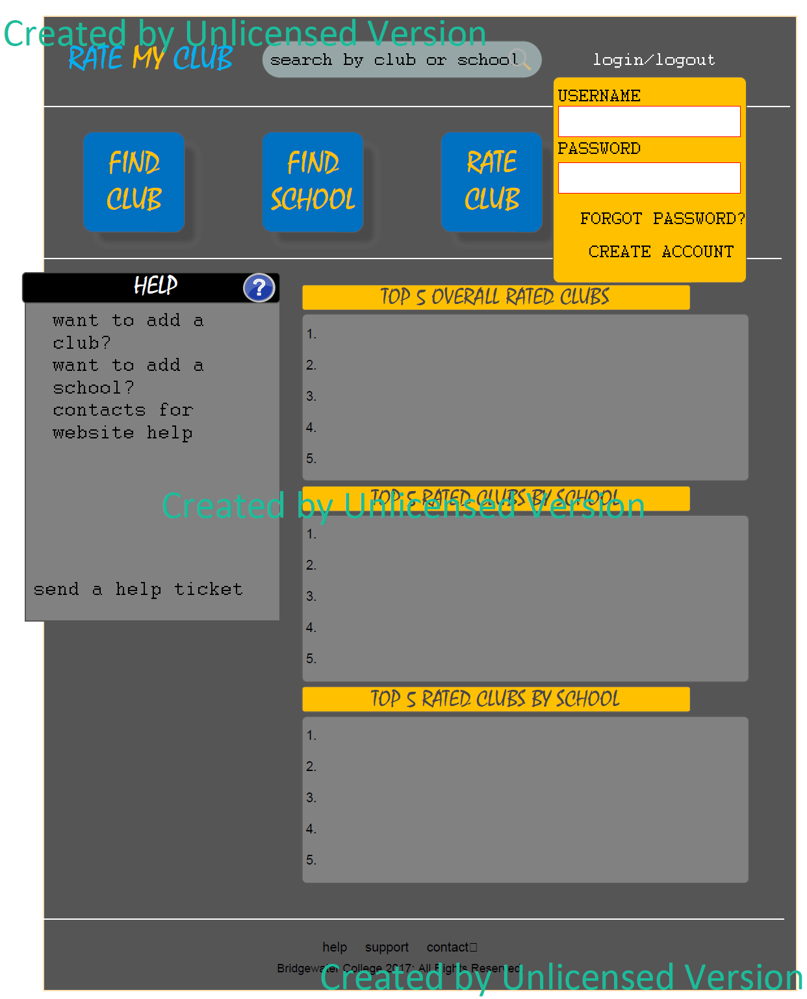 Created by Unlicensed Version
RATE MY CLUB
search by club or school
login/logout
USERNAME
PASSWORD
FORGOT PASSWORD?
CREATE ACCOUNT
FIND
CLUB
FIND
SCHOOL
RATE
CLUB
HELP
?
want to add a
club?
want to add a
school?
contacts for
website help
send a help ticket
TOP 5 OVERALL RATED CLUBS
1.
2.
3.
4.
5.
TOP 5 RATED CLUBS BY SCHOOL
Created by Unlicensed Version
1.
2.
3.
4.
5.
TOP 5 RATED CLUBS BY SCHOOL
1.
2.
3.
4.
5.
help support contact
Bridgewater College 2017: All Rights Reserved.
Created by Unlicensed Version